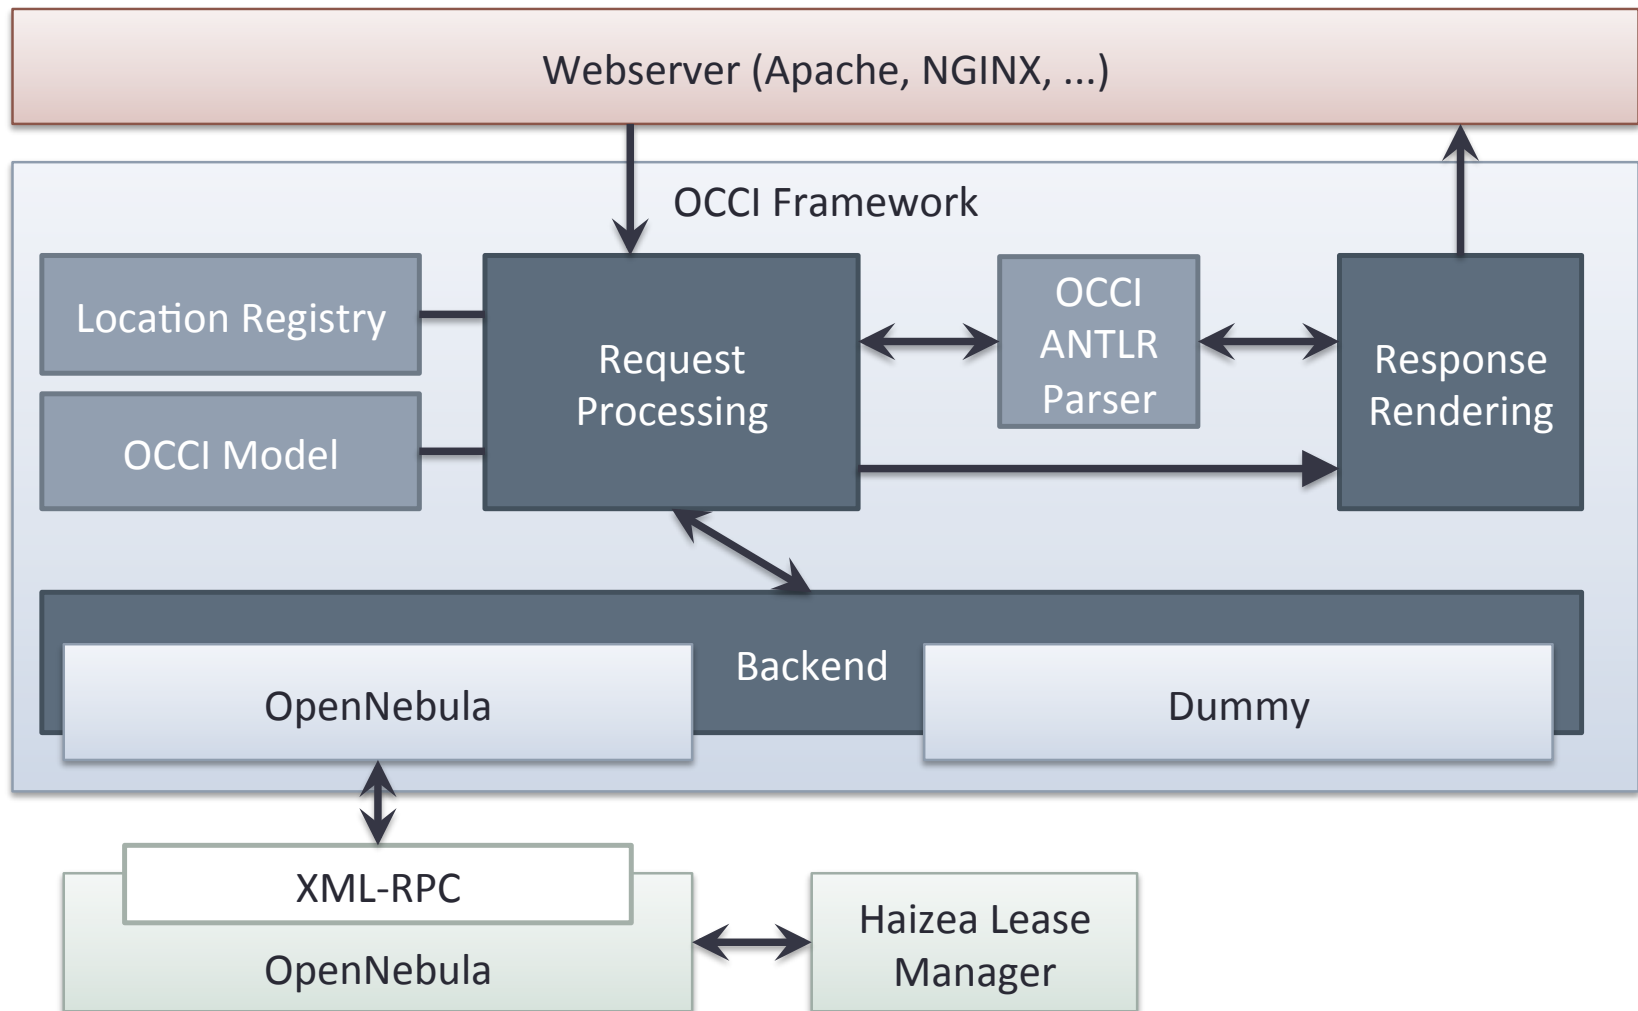 Webserver (Apache, NGINX, ...)
OCCI Framework
Location Registry
OCCI Model
Request
Processing
OCCI
ANTLR
Parser
Response
Rendering
Backend
OpenNebula
Dummy
XML-RPC
OpenNebula
Haizea Lease
Manager